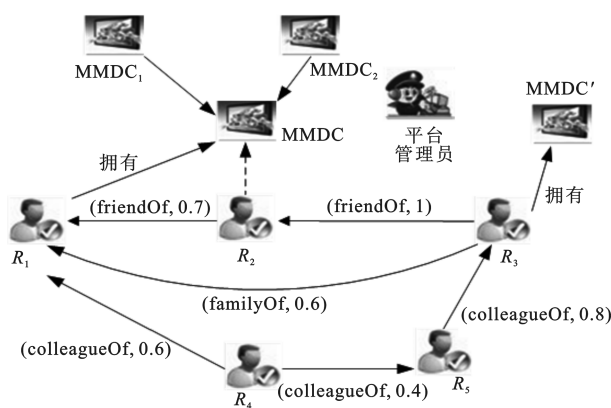 MMDC₁
MMDC₂
MMDC
MMDC′
平台
管理员
拥有
拥有
(friendOf, 0.7)
(friendOf, 1)
R₁
R₂
R₃
(familyOf, 0.6)
(colleagueOf, 0.8)
(colleagueOf, 0.6)
(colleagueOf, 0.4)
R₄
R₅